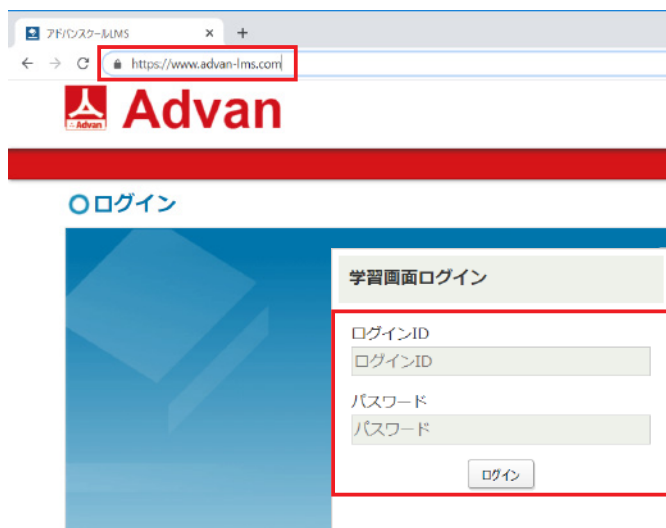 アドバンスクールLMS
https://www.advan-lms.com
Advan
Advan
ログイン
学習画面ログイン
ログインID
ログインID
パスワード
パスワード
ログイン